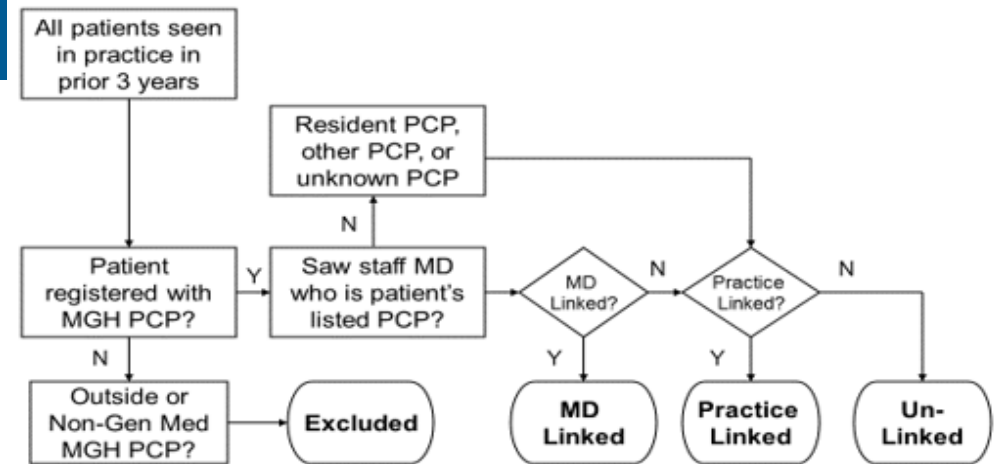 All patients seen
in practice in
prior 3 years
Resident PCP,
other PCP, or
unknown PCP
N
Patient
registered with
MGH PCP?
Y
Saw staff MD
who is patient's
listed PCP?
MD
Linked?
N
Practice
Linked?
N
N
Y
Y
Outside or
Non-Gen Med
MGH PCP?
Excluded
MD
Linked
Practice
Linked
Un-
Linked